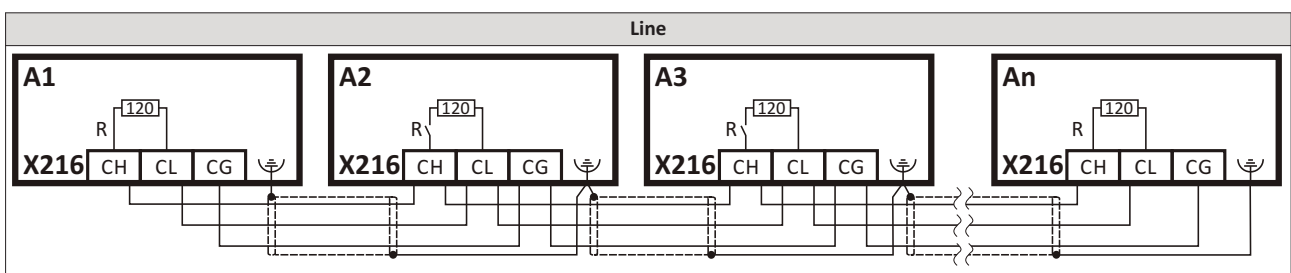 Line
A1 A2 A3 An
120 120 120 120
R R R R
X216 CH CL CG X216 CH CL CG X216 CH CL CG X216 CH CL CG